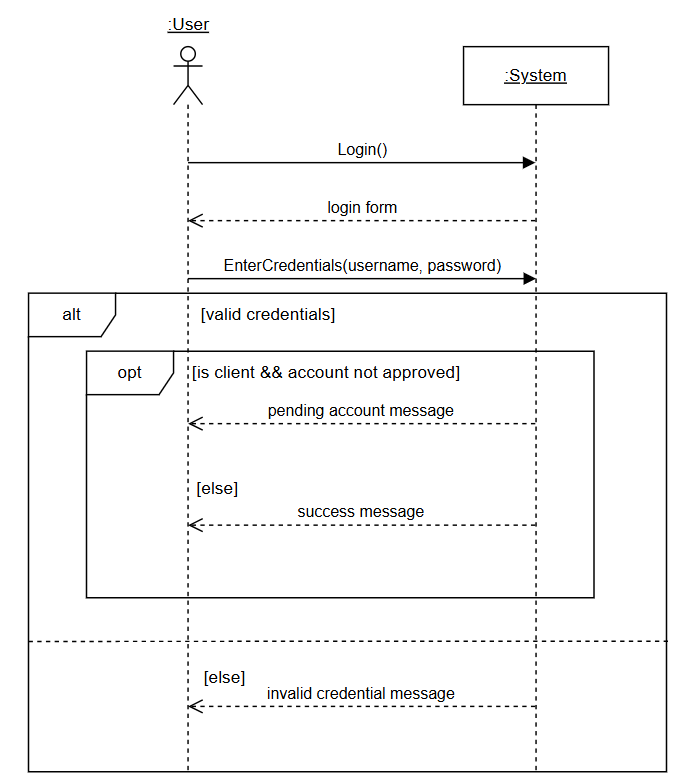 :User
:System
Login()
login form
EnterCredentials(username, password)
alt
[valid credentials]
opt
[is client && account not approved]
pending account message
[else]
success message
[else]
invalid credential message